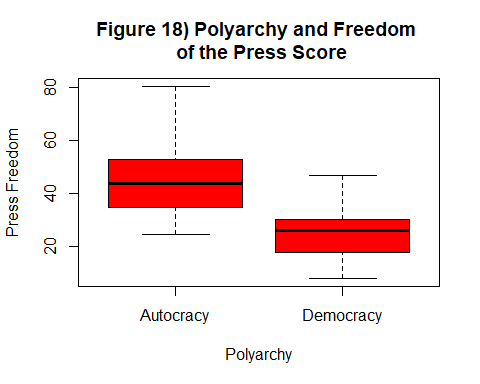 Figure 18) Polyarchy and Freedom
of the Press Score
Press Freedom
80
60
40
20
Autocracy
Democracy
Polyarchy